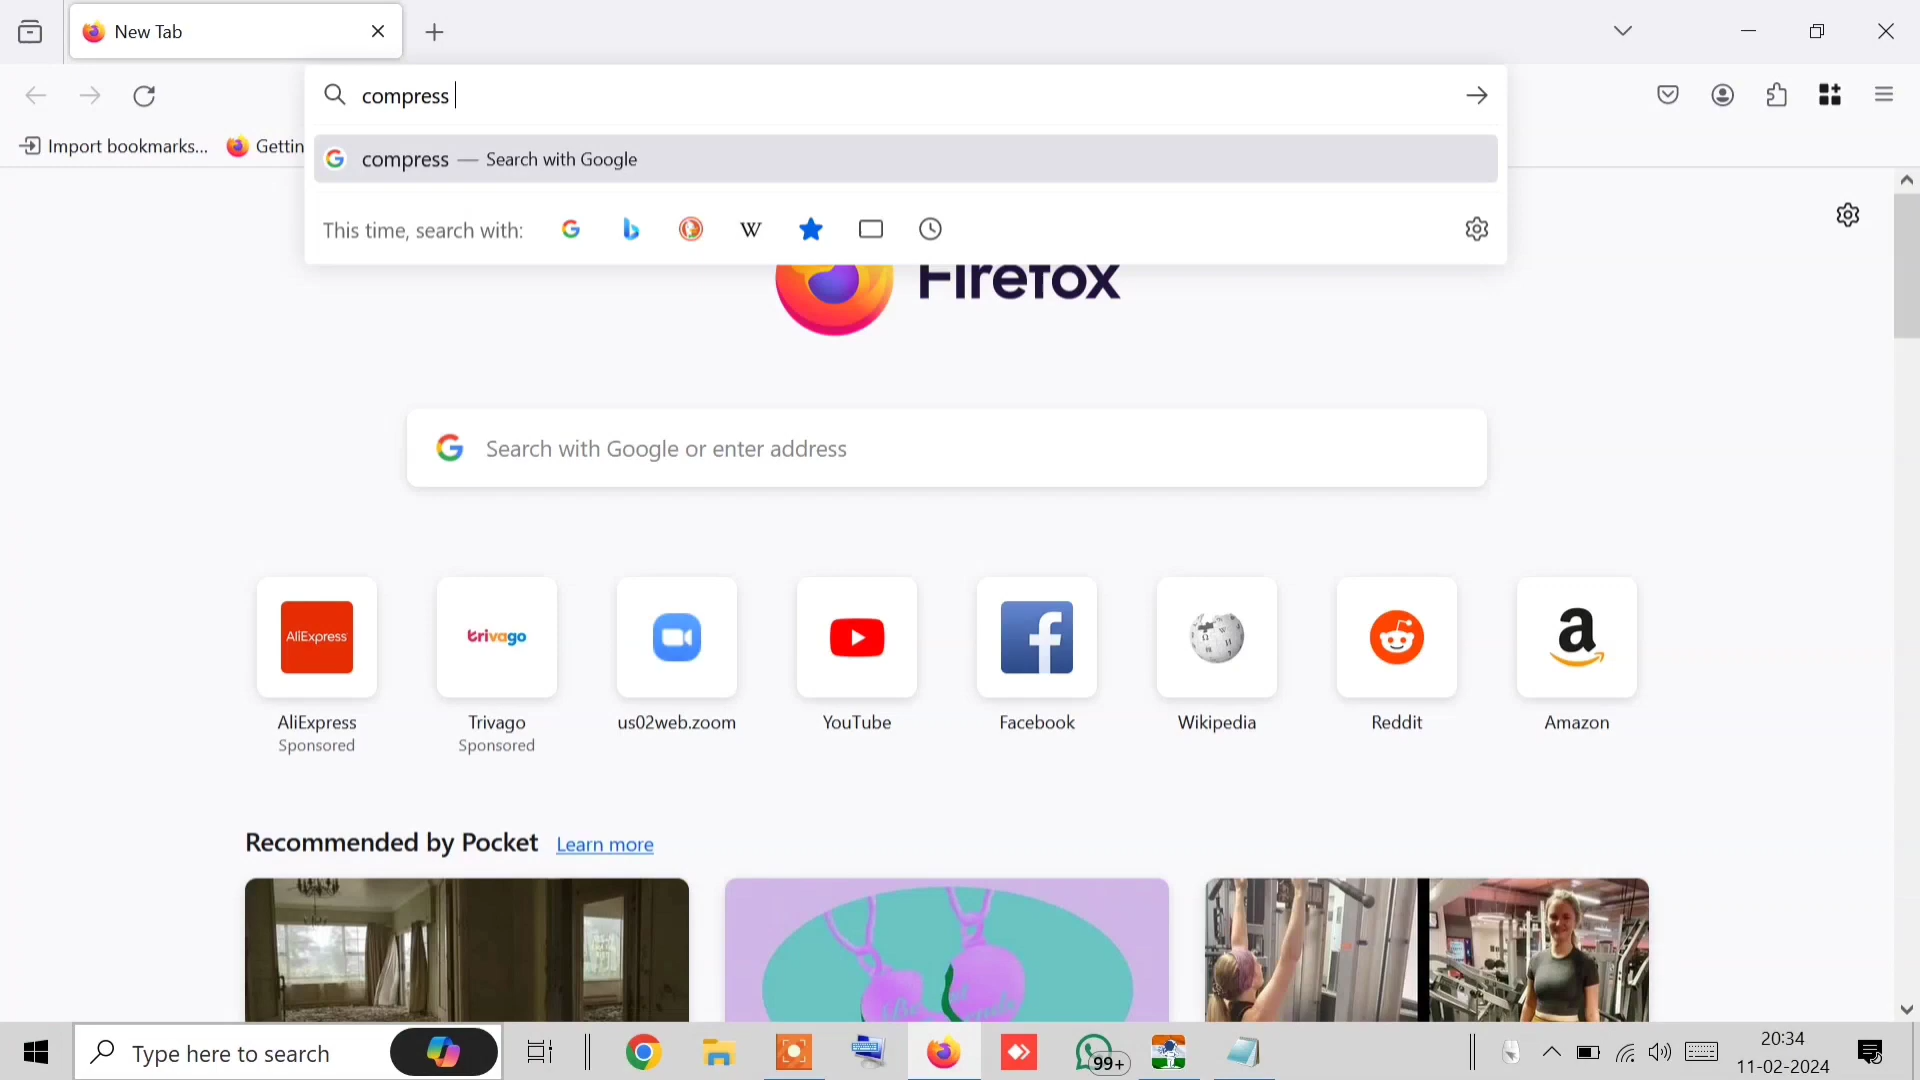 New Tab
compress
Import bookmarks...
Gettin
compress — Search with Google
This time, search with:
Firefox
Search with Google or enter address
AliExpress
trivago
AliExpress
Sponsored
Trivago
Sponsored
us02web.zoom
YouTube
Facebook
Wikipedia
Reddit
Amazon
Recommended by Pocket
Learn more
Type here to search
99+
20:34
11-02-2024